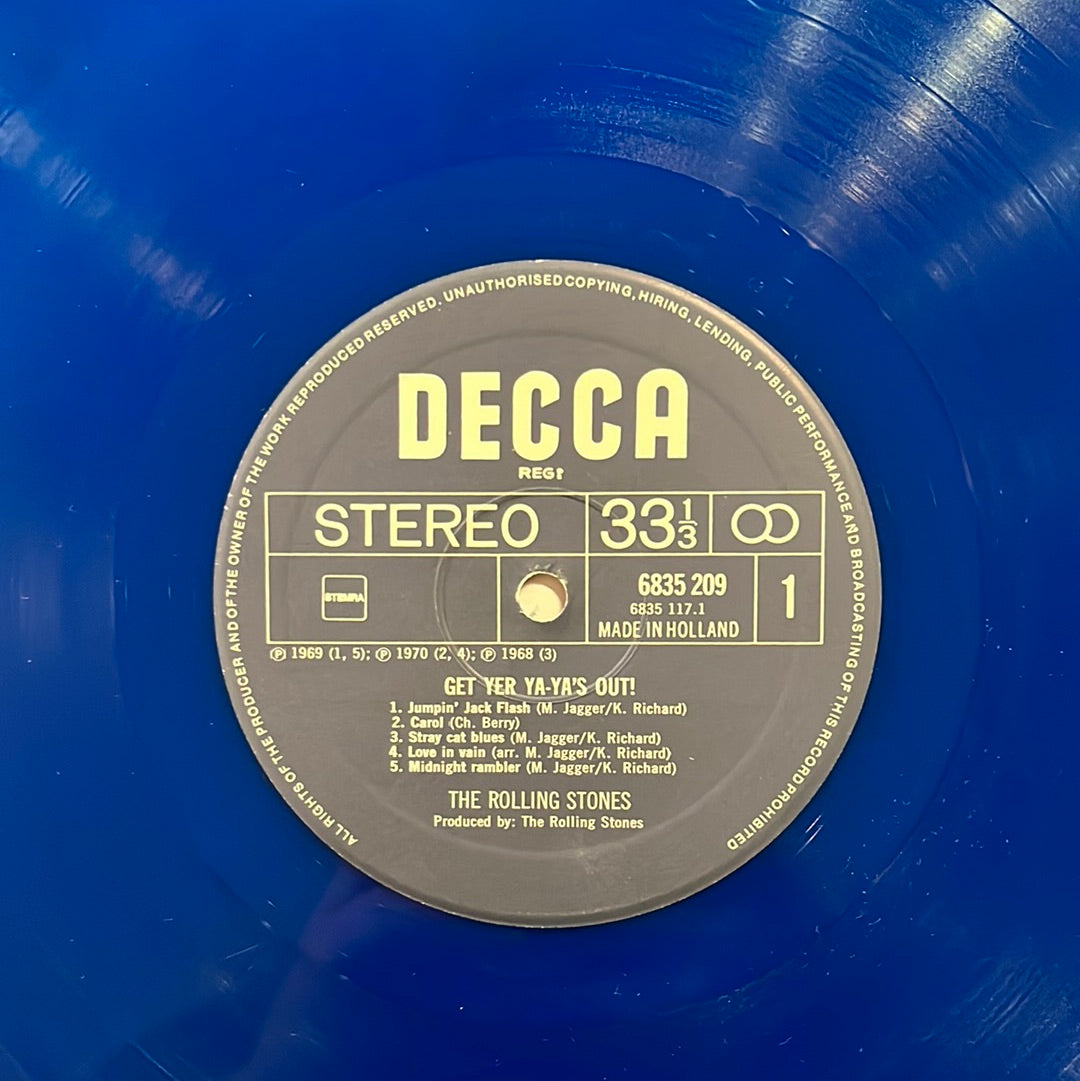 ALL RIGHTS OF THE PRODUCER AND OF THE OWNER OF THE WORK REPRODUCED RESERVED. UNAUTHORISED COPYING, HIRING, LENDING, PUBLIC PERFORMANCE AND BROADCASTING OF THIS RECORD PROHIBITED
DECCA
REGD
STEREO 33 1/3
STEMRA
6835 209
6835 117.1
MADE IN HOLLAND
1
Ⓟ 1969 (1, 5); Ⓟ 1970 (2, 4); Ⓟ 1968 (3)
GET YER YA-YA'S OUT!
1. Jumpin' Jack Flash (M. Jagger/K. Richard)
2. Carol (Ch. Berry)
3. Stray cat blues (M. Jagger/K. Richard)
4. Love in vain (arr. M. Jagger/K. Richard)
5. Midnight rambler (M. Jagger/K. Richard)
THE ROLLING STONES
Produced by: The Rolling Stones